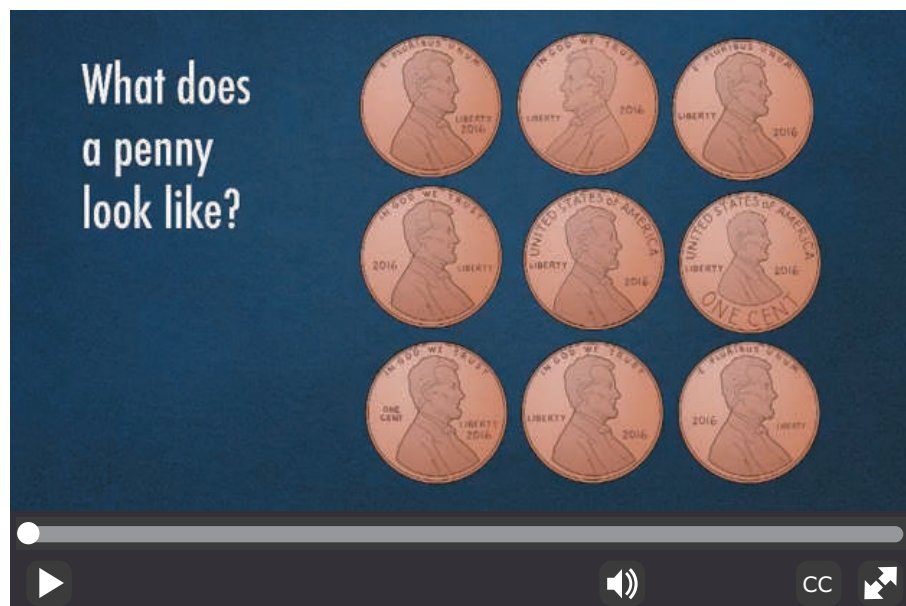 What does
a penny
look like?
E PLURIBUS UNUM
LIBERTY
2016
IN GOD WE TRUST
LIBERTY
2016
E PLURIBUS UNUM
LIBERTY
2016
IN GOD WE TRUST
2016
LIBERTY
UNITED STATES OF AMERICA
LIBERTY
2016
UNITED STATES OF AMERICA
LIBERTY
2016
ONE CENT
IN GOD WE TRUST
ONE
CENT
LIBERTY
2016
IN GOD WE TRUST
LIBERTY
2016
E PLURIBUS UNUM
2016
LIBERTY
CC